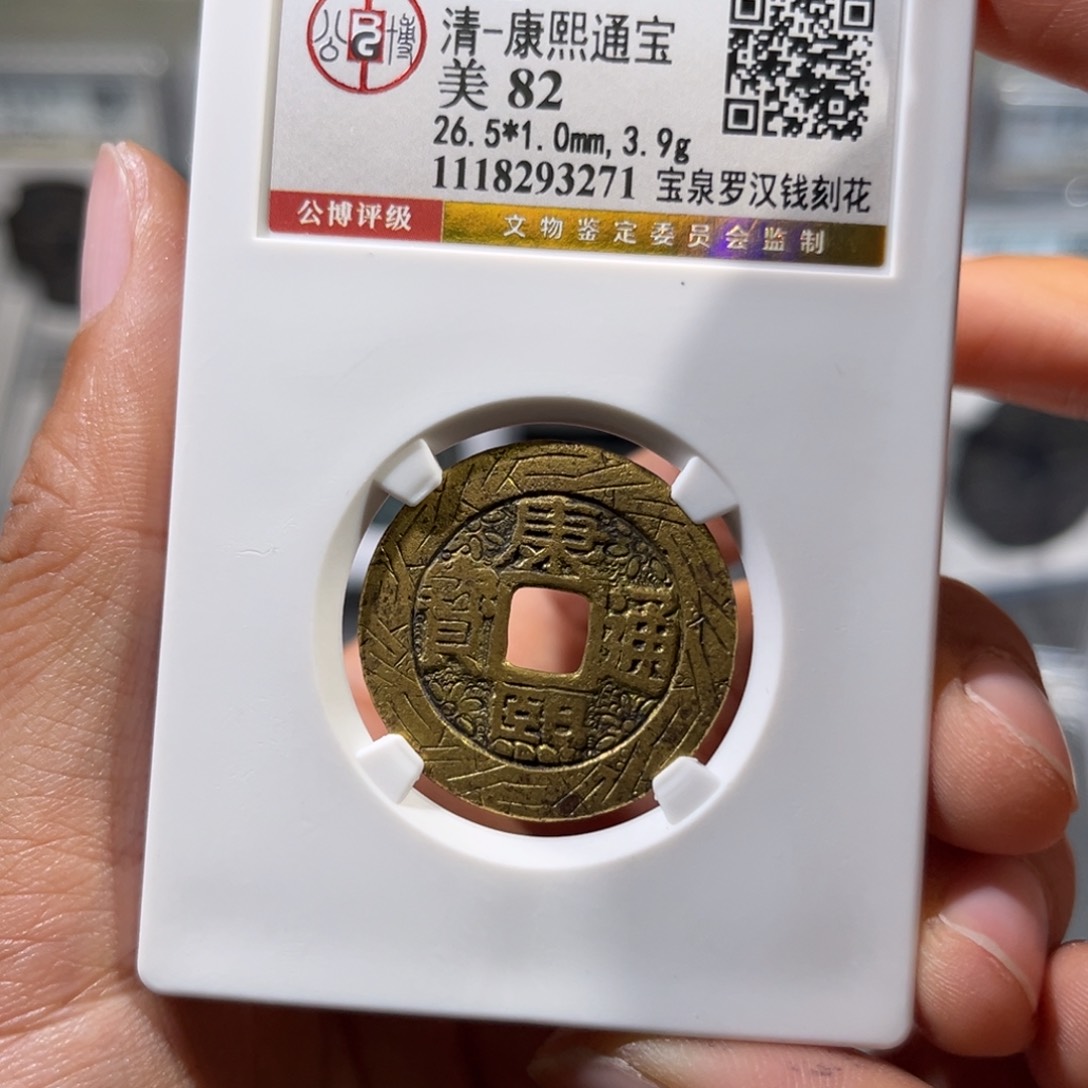 公 博
清-康熙通宝
美 82
26.5*1.0mm, 3.9g
1118293271 宝泉罗汉钱刻花
公博评级 文物鉴定委员会监制
康
寶 通
熙